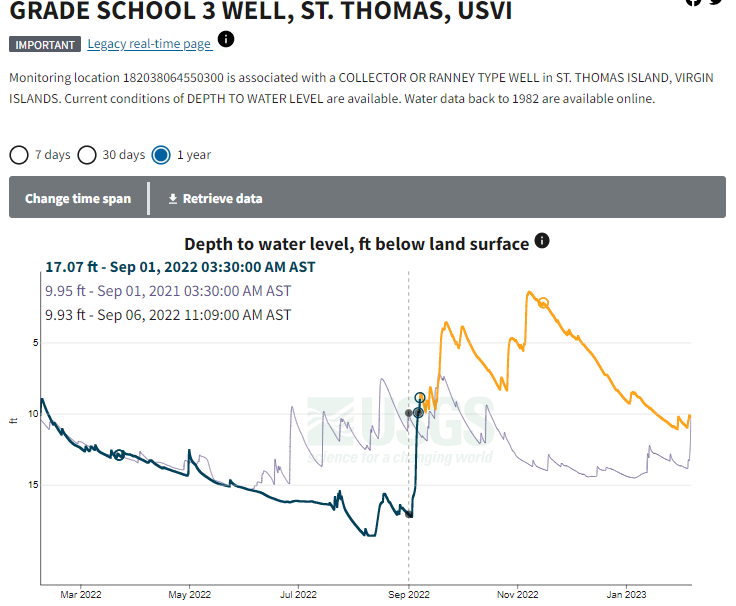 GRADE SCHOOL 3 WELL, ST. THOMAS, USVI
IMPORTANT Legacy real-time page
Monitoring location 182038064550300 is associated with a COLLECTOR OR RANNEY TYPE WELL in ST. THOMAS ISLAND, VIRGIN
ISLANDS. Current conditions of DEPTH TO WATER LEVEL are available. Water data back to 1982 are available online.
7 days 30 days 1 year
Change time span Retrieve data
Depth to water level, ft below land surface
17.07 ft - Sep 01, 2022 03:30:00 AM AST
9.95 ft - Sep 01, 2021 03:30:00 AM AST
9.93 ft - Sep 06, 2022 11:09:00 AM AST
5
10
ft
USGS
science for a changing world
15
Mar 2022 May 2022 Jul 2022 Sep 2022 Nov 2022 Jan 2023